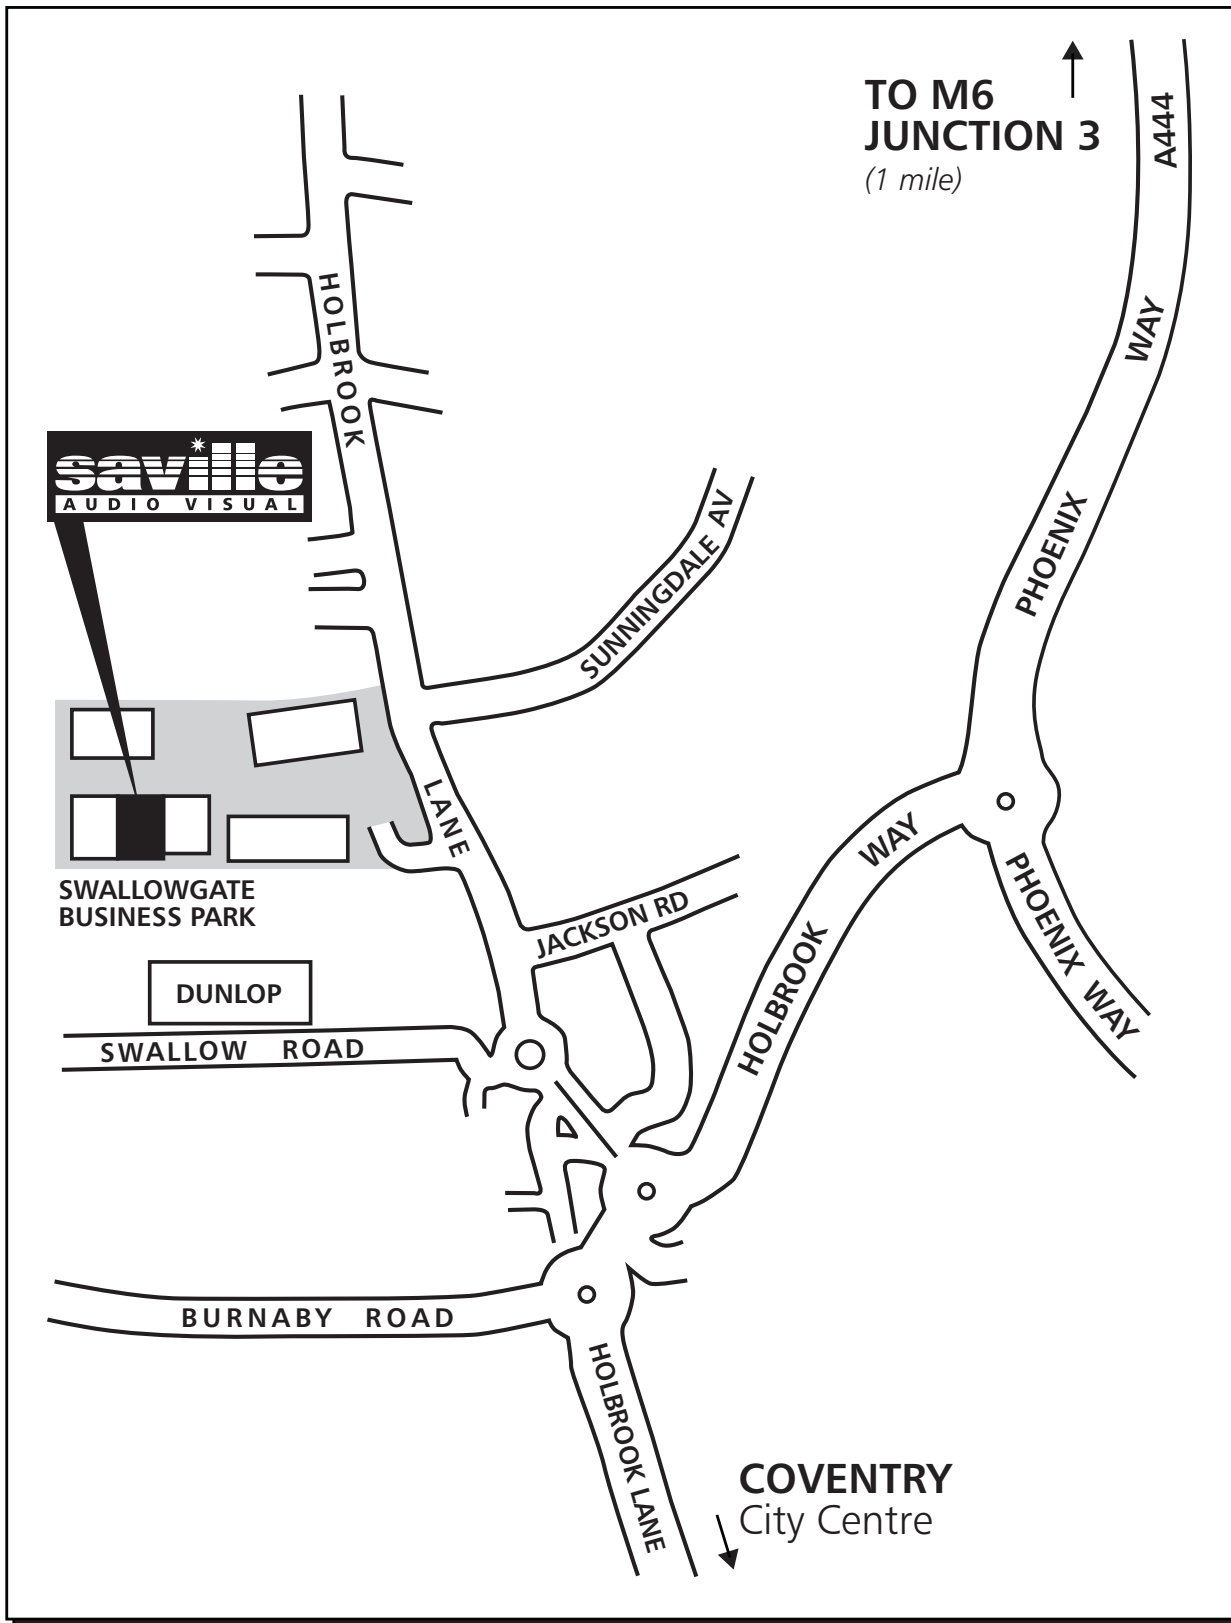 TO M6
JUNCTION 3
(1 mile)
A444
WAY
PHOENIX
HOLBROOK
saville
AUDIO VISUAL
SUNNINGDALE AV
LANE
WAY
SWALLOWGATE
BUSINESS PARK
JACKSON RD
PHOENIX WAY
HOLBROOK
DUNLOP
SWALLOW ROAD
BURNABY ROAD
HOLBROOK LANE
COVENTRY
City Centre